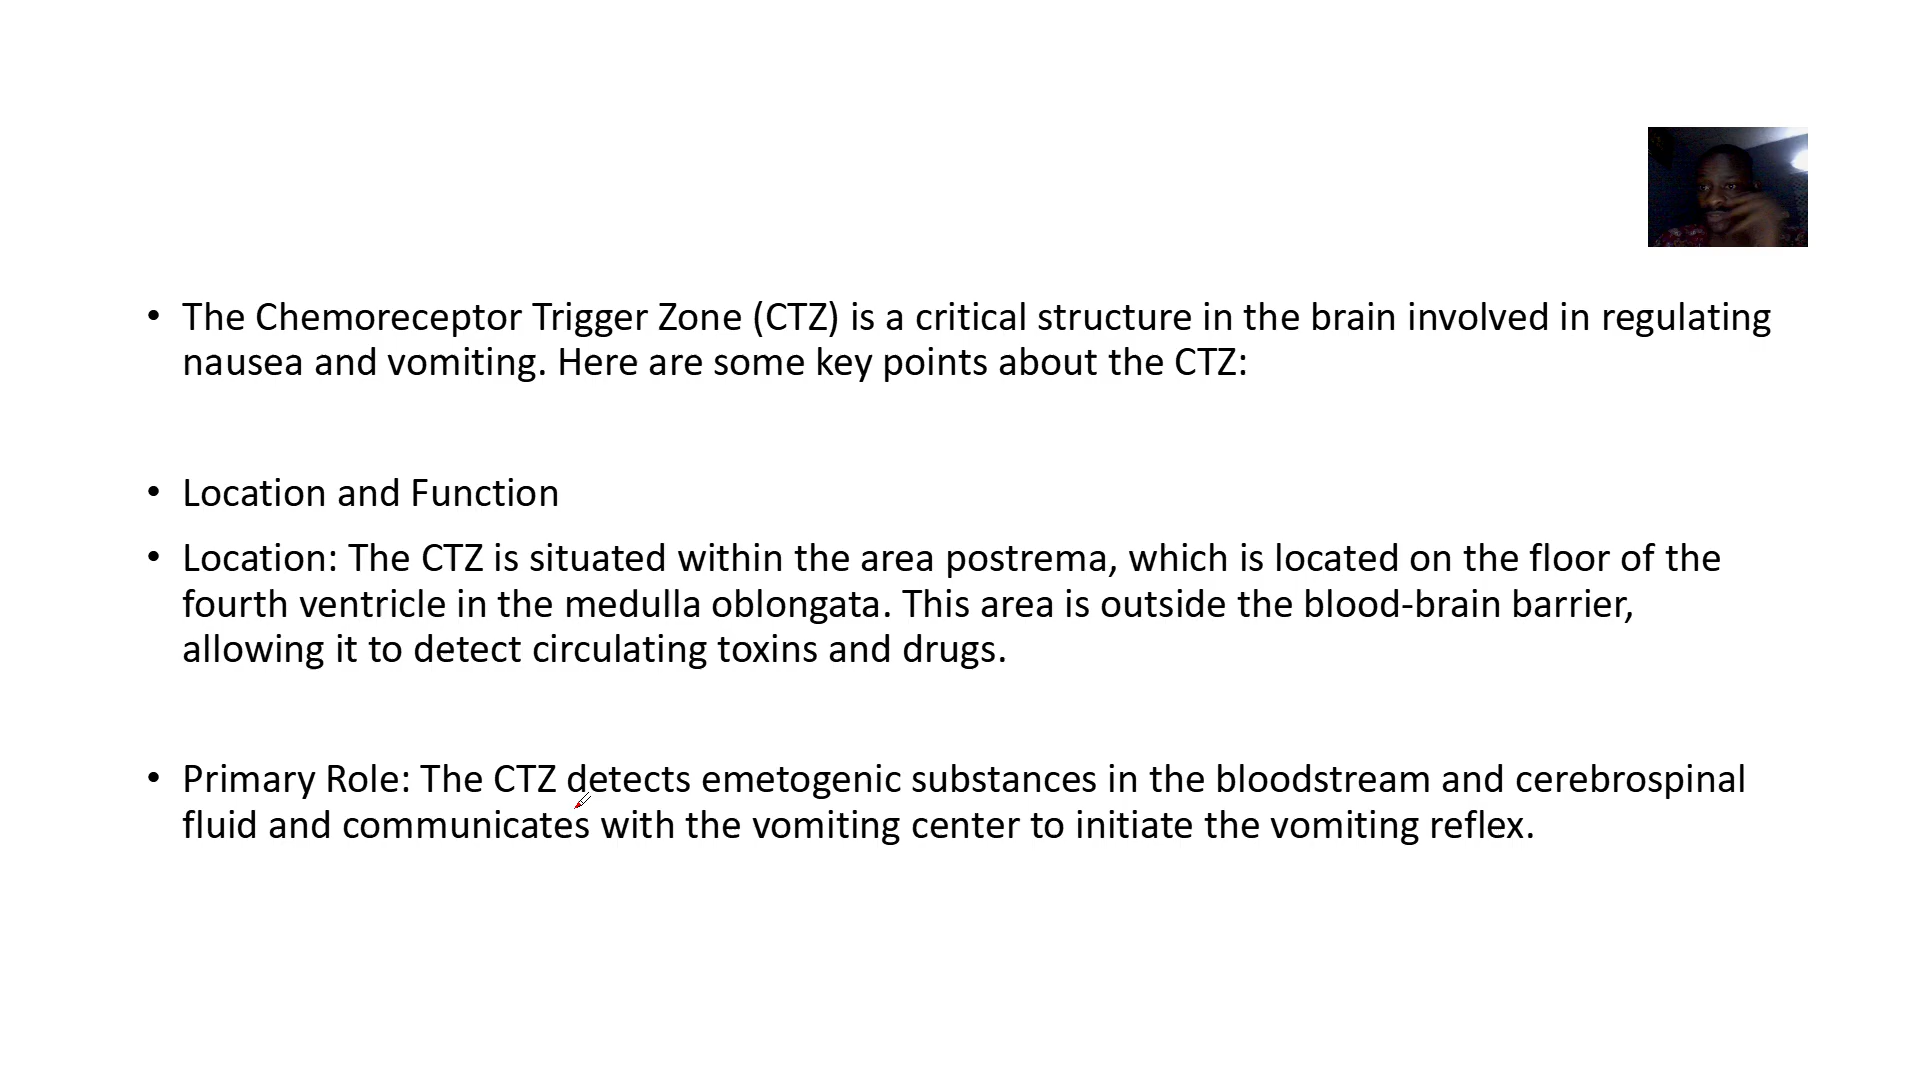 • The Chemoreceptor Trigger Zone (CTZ) is a critical structure in the brain involved in regulating
nausea and vomiting. Here are some key points about the CTZ:
• Location and Function
• Location: The CTZ is situated within the area postrema, which is located on the floor of the
fourth ventricle in the medulla oblongata. This area is outside the blood-brain barrier,
allowing it to detect circulating toxins and drugs.
• Primary Role: The CTZ detects emetogenic substances in the bloodstream and cerebrospinal
fluid and communicates with the vomiting center to initiate the vomiting reflex.